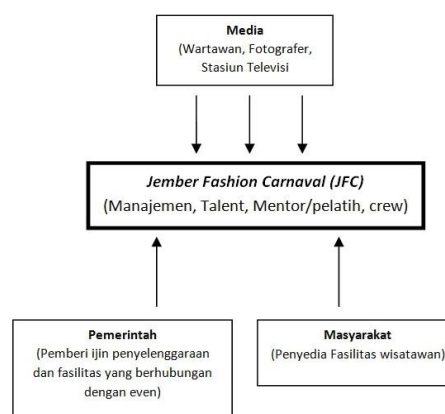 Media
(Wartawan, Fotografer,
Stasiun Televisi
Jember Fashion Carnaval (JFC)
(Manajemen, Talent, Mentor/pelatih, crew)
Pemerintah
(Pemberi ijin penyelenggaraan
dan fasilitas yang berhubungan
dengan even)
Masyarakat
(Penyedia Fasilitas wisatawan)